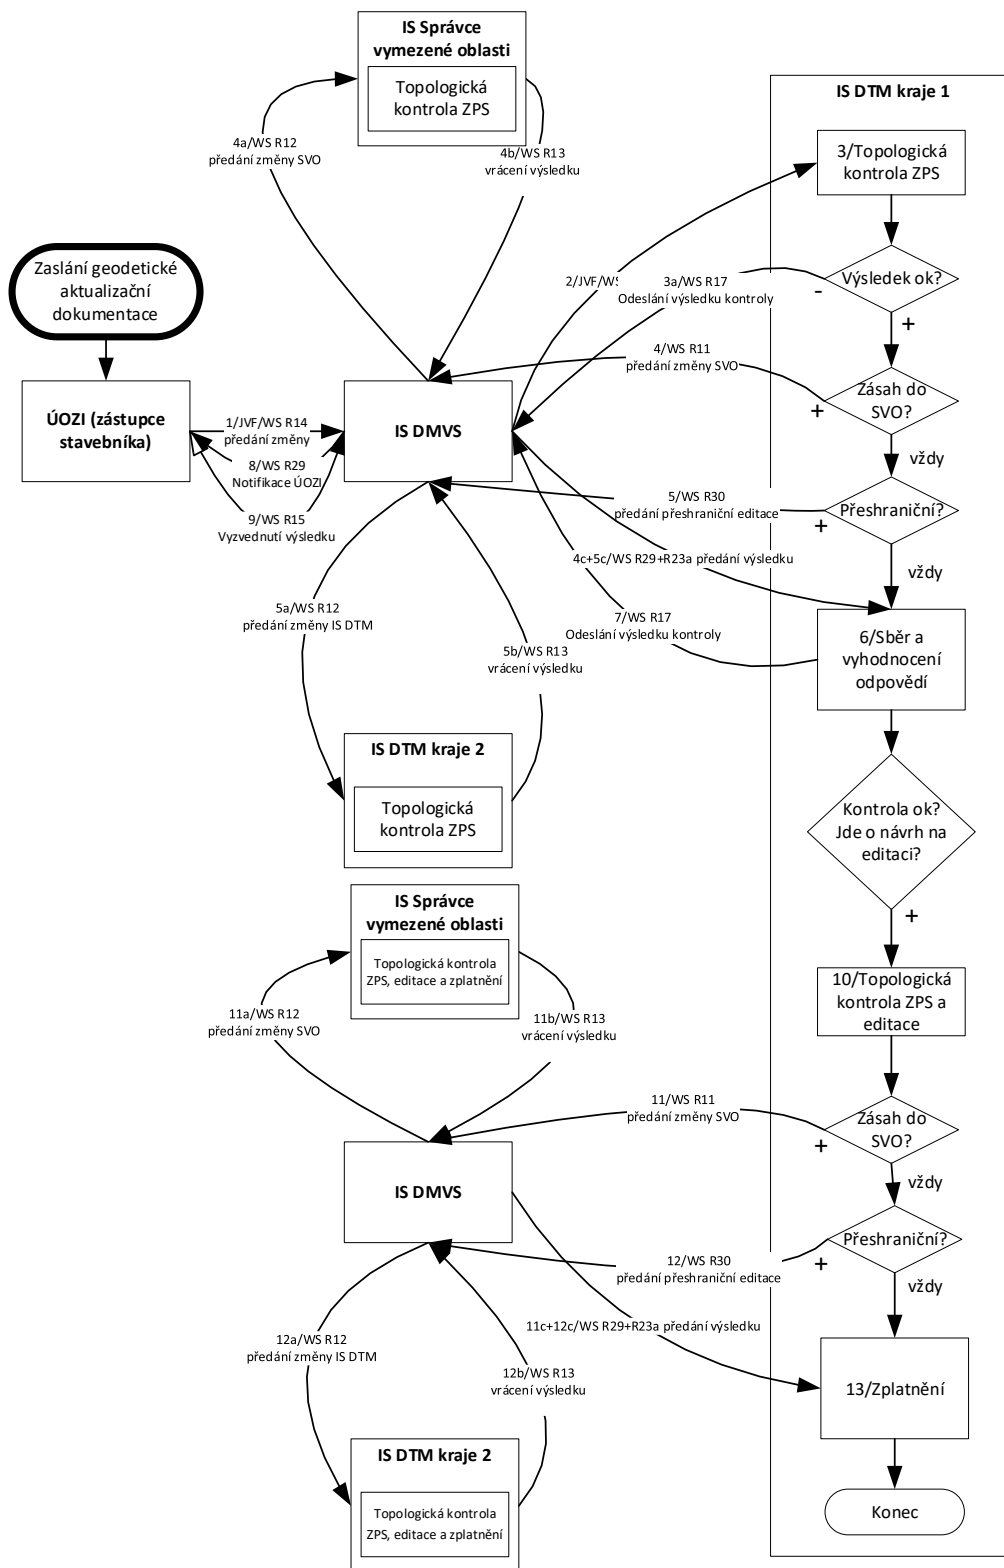 IS Správce
vymezené oblasti
Topologická
kontrola ZPS
IS DTM kraje 1
3/Topologická
kontrola ZPS
4a/WS R12
předání změny SVO
4b/WS R13
vrácení výsledku
Zaslání geodetické
aktualizační
dokumentace
2/JVF/WS
3a/WS R17
Odeslání výsledku kontroly
Výsledek ok?
-
+
4/WS R11
předání změny SVO
Zásah do
SVO?
+
vždy
ÚOZI (zástupce
stavebníka)
1/JVF/WS R14
předání změny
8/WS R29
Notifikace ÚOZI
9/WS R15
Vyzvednutí výsledku
IS DMVS
5/WS R30
předání přeshraniční editace
Přeshraniční?
+
vždy
4c+5c/WS R29+R23a předání výsledku
7/WS R17
Odeslání výsledku kontroly
6/Sběr a
vyhodnocení
odpovědí
5a/WS R12
předání změny IS DTM
5b/WS R13
vrácení výsledku
IS DTM kraje 2
Topologická
kontrola ZPS
Kontrola ok?
Jde o návrh na
editaci?
+
IS Správce
vymezené oblasti
Topologická kontrola
ZPS, editace a zplatnění
10/Topologická
kontrola ZPS a
editace
11a/WS R12
předání změny SVO
11b/WS R13
vrácení výsledku
11/WS R11
předání změny SVO
Zásah do
SVO?
+
vždy
IS DMVS
12/WS R30
předání přeshraniční editace
Přeshraniční?
+
vždy
11c+12c/WS R29+R23a předání výsledku
12a/WS R12
předání změny IS DTM
12b/WS R13
vrácení výsledku
13/Zplatnění
IS DTM kraje 2
Topologická kontrola
ZPS, editace a zplatnění
Konec